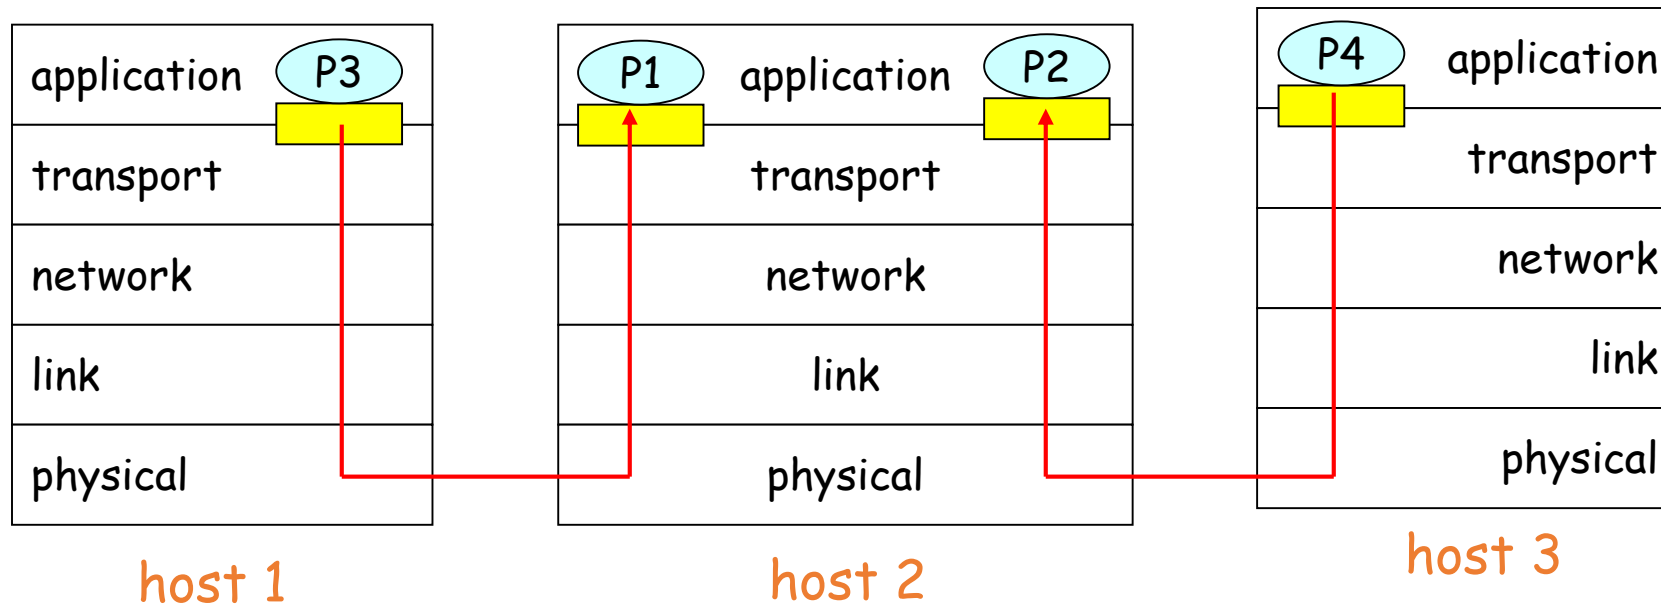 application P3
transport
network
link
physical
host 1
P1 application P2
transport
network
link
physical
host 2
P4 application
transport
network
link
physical
host 3